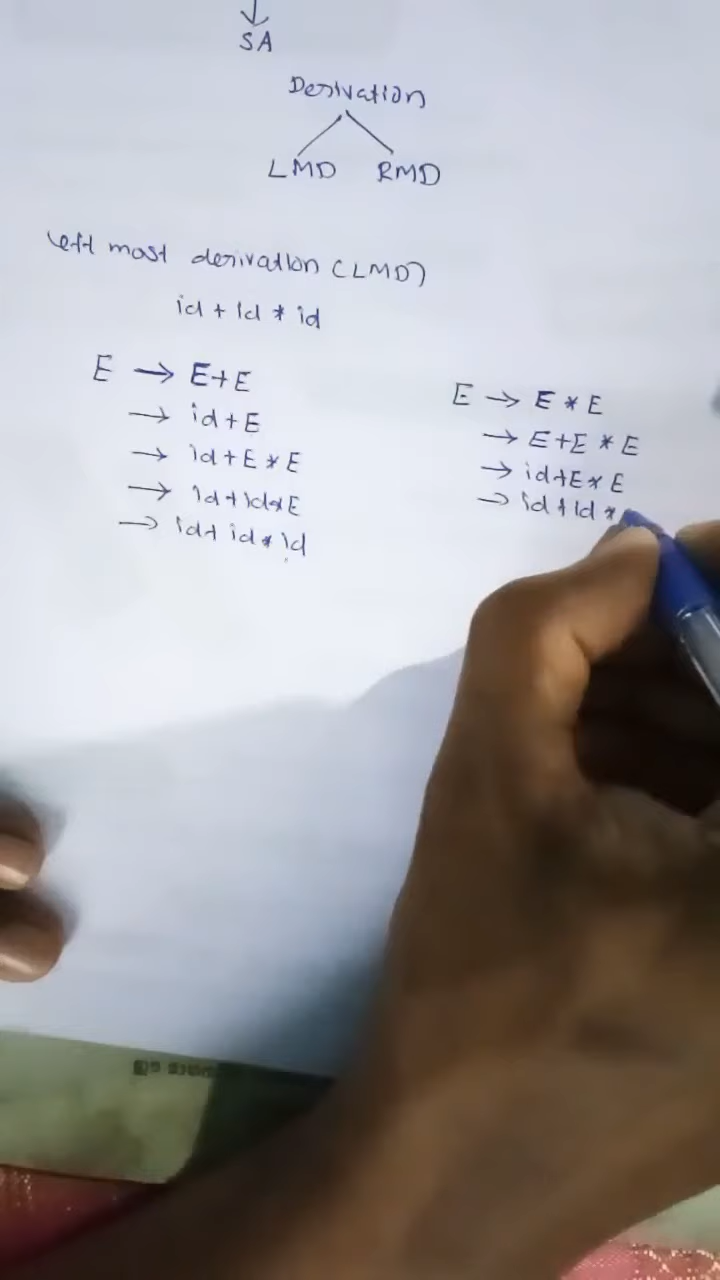 SA
Derivation
LMD RMD
Left most derivation (LMD)
id + id * id
E → E+E
→ id+E
→ id+E*E
→ id+id*E
→ id+id*id
E → E*E
→ E+E*E
→ id+E*E
→ id+id*